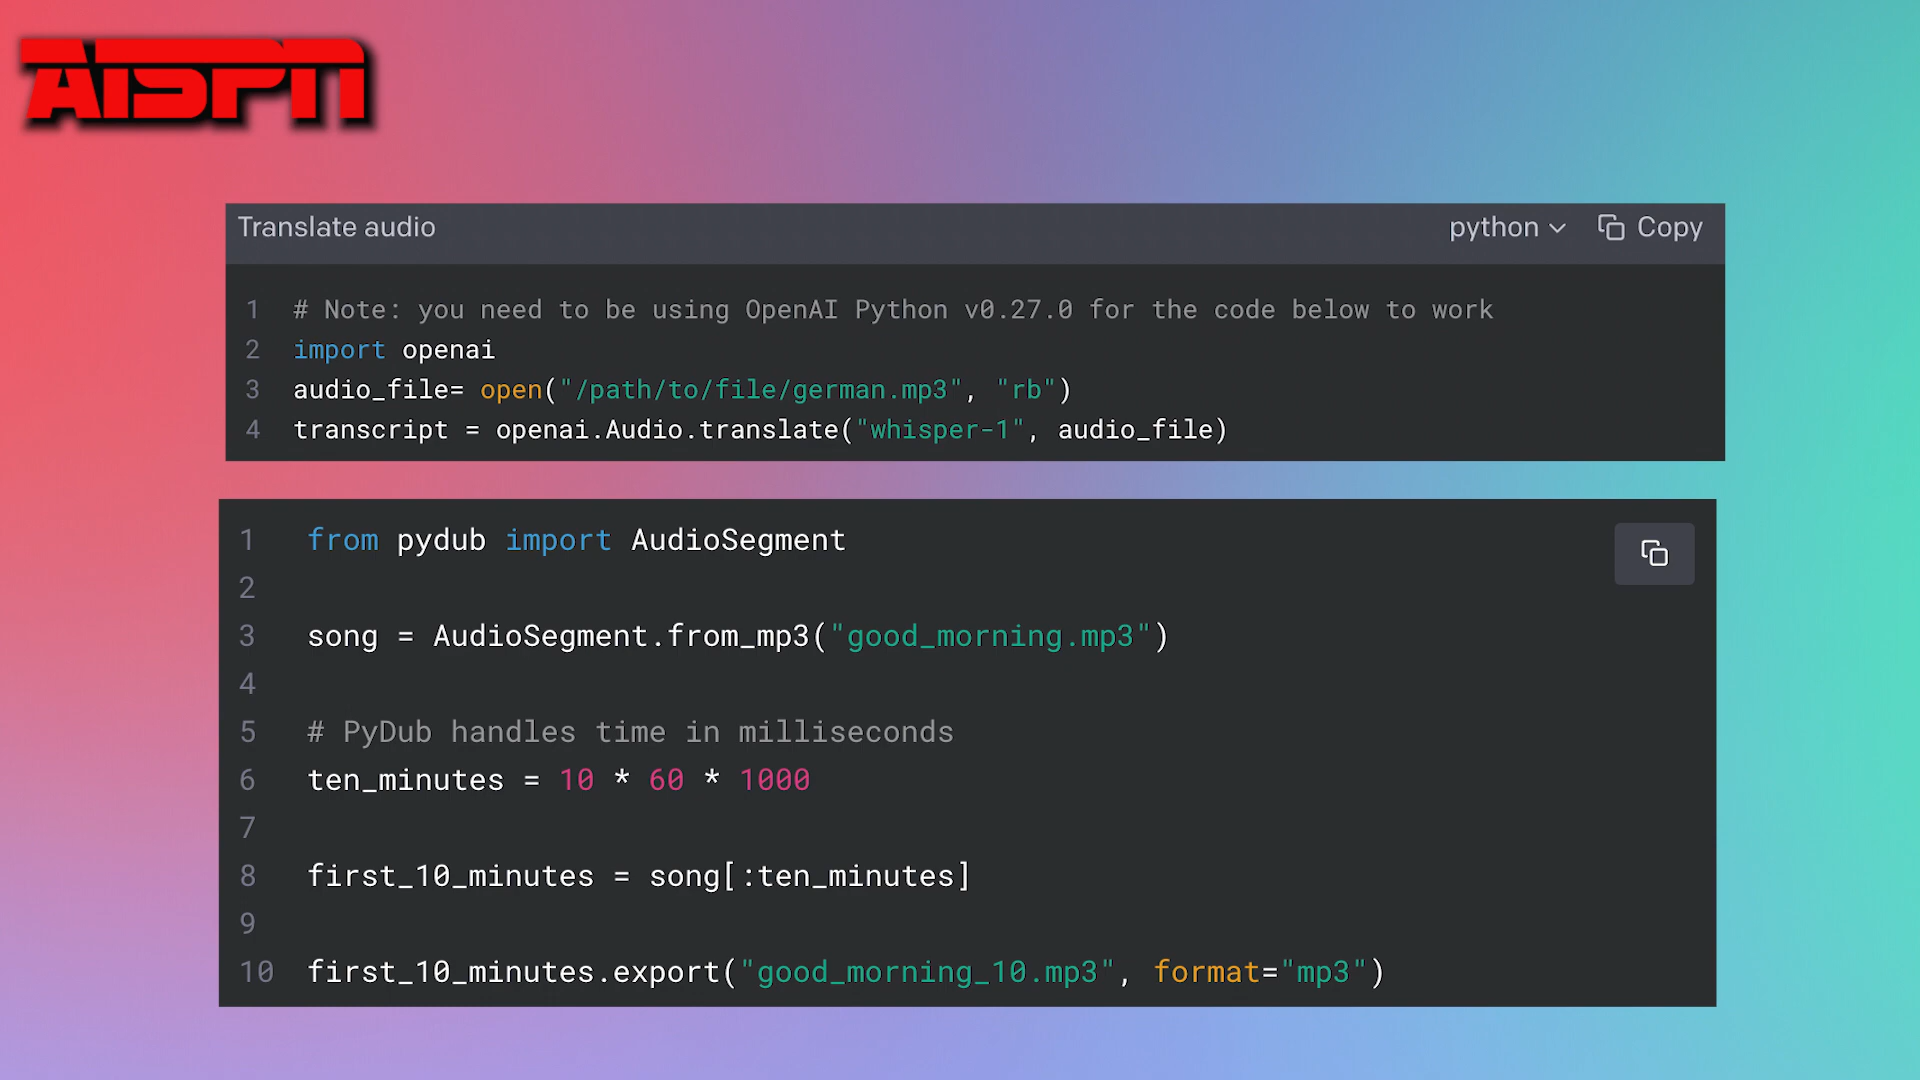 AISPN
Translate audio
python
Copy
1 # Note: you need to be using OpenAI Python v0.27.0 for the code below to work
2 import openai
3 audio_file= open("/path/to/file/german.mp3", "rb")
4 transcript = openai.Audio.translate("whisper-1", audio_file)
1 from pydub import AudioSegment
2
3 song = AudioSegment.from_mp3("good_morning.mp3")
4
5 # PyDub handles time in milliseconds
6 ten_minutes = 10 * 60 * 1000
7
8 first_10_minutes = song[:ten_minutes]
9
10 first_10_minutes.export("good_morning_10.mp3", format="mp3")